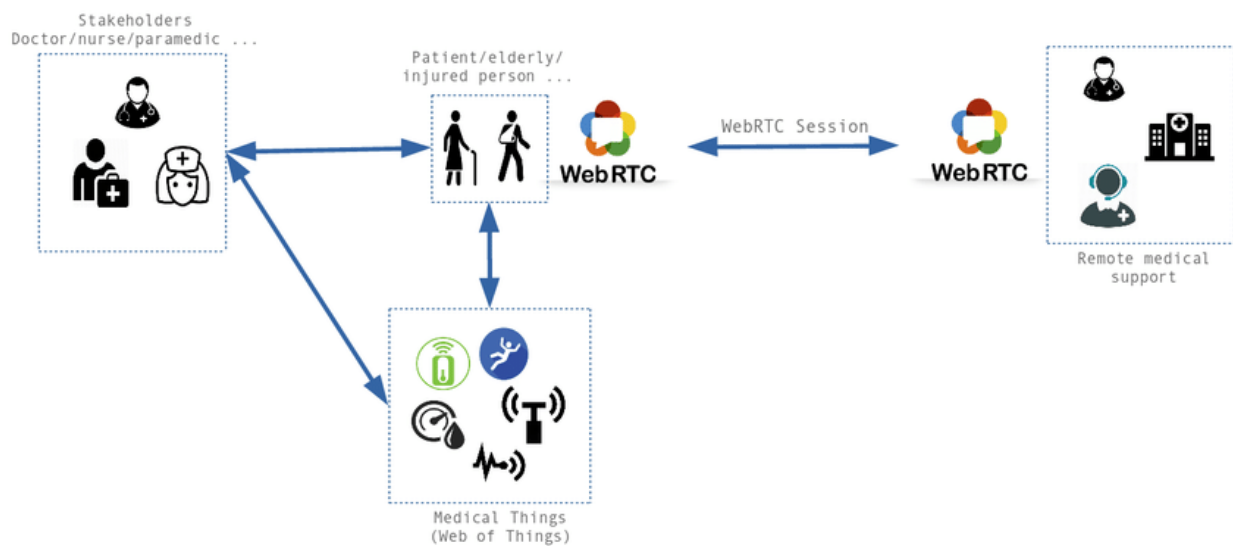 Stakeholders
Doctor/nurse/paramedic ...
Patient/elderly/
injured person ...
WebRTC
WebRTC Session
WebRTC
Remote medical
support
Medical Things
(Web of Things)